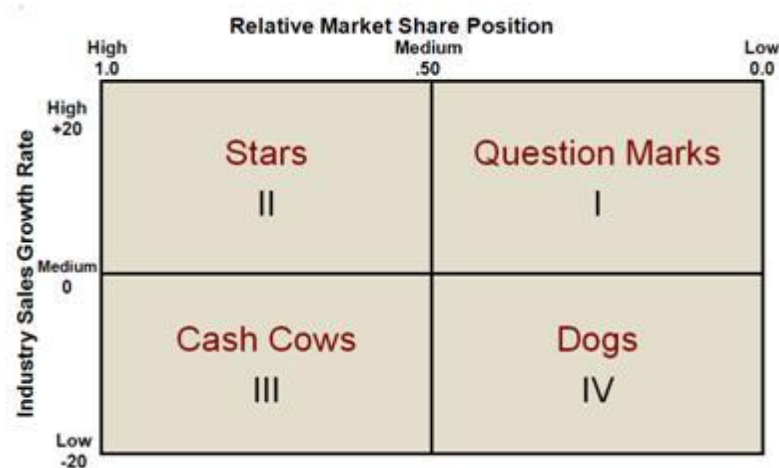 Relative Market Share Position
High Medium Low
1.0 .50 0.0
High
+20
Industry Sales Growth Rate
Stars
II
Question Marks
I
Medium
0
Cash Cows
III
Dogs
IV
Low
-20